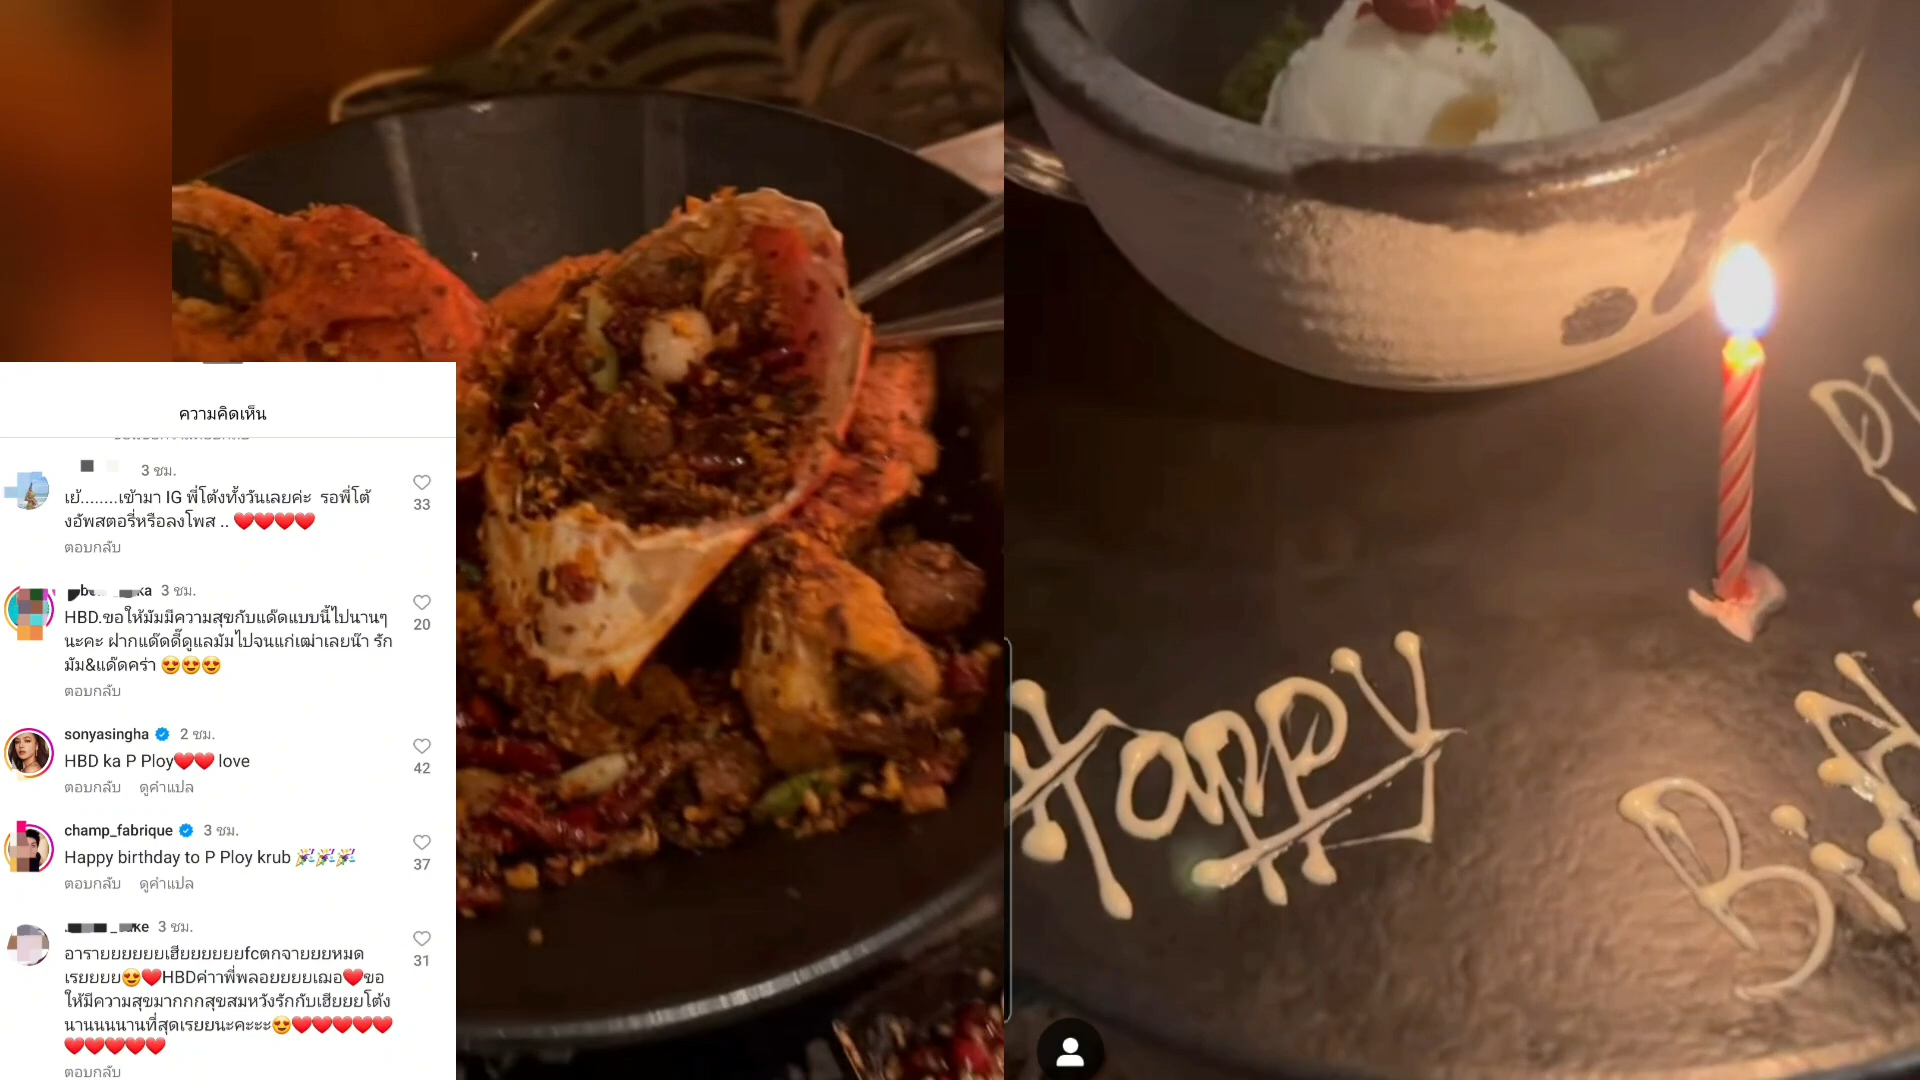 ความคิดเห็น
3 ชม.
เย้........เข้ามา IG พี่โต้งทั้งวันเลยค่ะ รอพี่โต้
งอัพสตอรี่หรือลงโพส .. ❤️❤️❤️❤️
33
ตอบกลับ
3 ชม.
HBD.ขอให้มัมมีความสุขกับแด๊ดแบบนี้ไปนานๆ
นะคะ ฝากแด๊ดดี๊ดูแลมัมไปจนแก่เฒ่าเลยน๊า รัก
มัม&แด๊ดคร่า 😍😍😍
20
ตอบกลับ
sonyasingha 2 ชม.
HBD ka P Ploy❤️❤️ love
42
ตอบกลับ ดูคำแปล
champ_fabrique 3 ชม.
Happy birthday to P Ploy krub 🎉🎉🎉
37
ตอบกลับ ดูคำแปล
3 ชม.
อารายยยยยยเฮียยยยยยfcตกจายยยหมด
เรยยยย😍❤️HBDค่าาพี่พลอยยยยเฌอ❤️ขอ
ให้มีความสุขมากกกสุขสมหวังรักกับเฮียยยโต้ง
นานนนนานที่สุดเรยยนะคะะะ😍❤️❤️❤️❤️❤️
❤️❤️❤️❤️❤️
31
ตอบกลับ
Happy